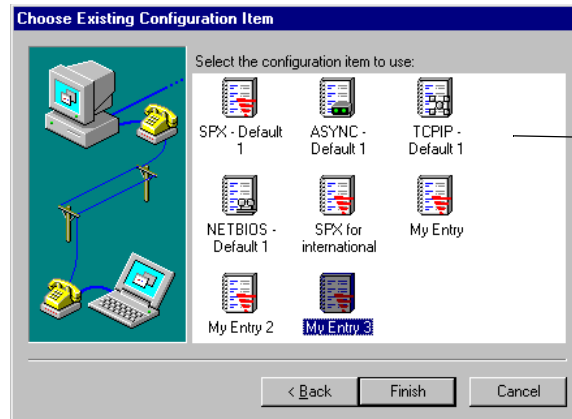 Choose Existing Configuration Item
Select the configuration item to use:
SPX - Default
1
ASYNC -
Default 1
TCPIP -
Default 1
NETBIOS -
Default 1
SPX for
international
My Entry
My Entry 2
My Entry 3
< Back
Finish
Cancel